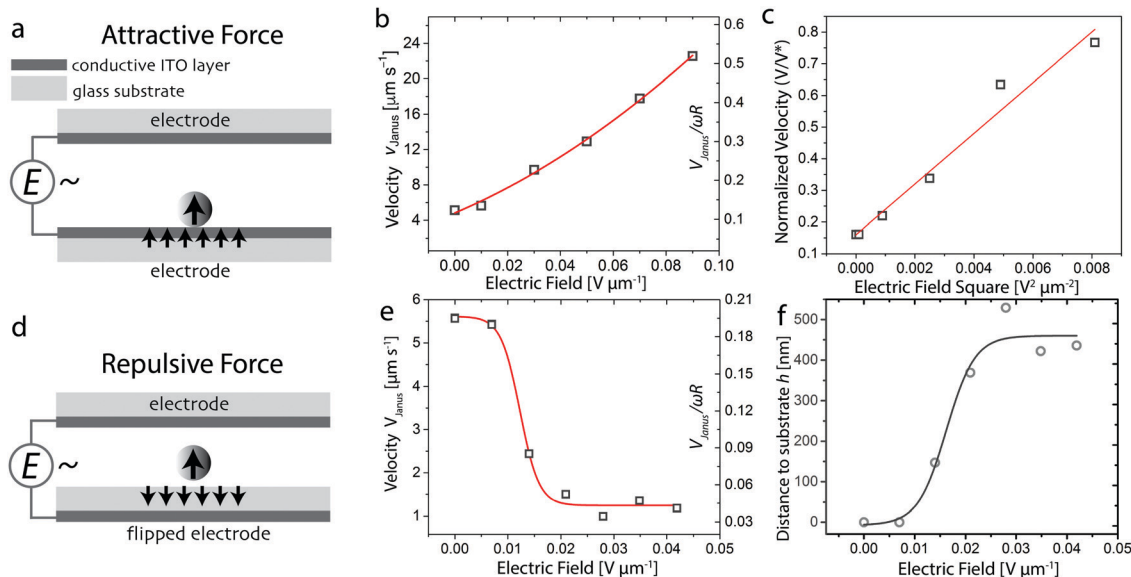 a
Attractive Force
conductive ITO layer
glass substrate
electrode
E ~
electrode
b
Velocity vJanus [μm s⁻¹]
24
20
16
12
8
4
0.00 0.02 0.04 0.06 0.08 0.10
Electric Field [V μm⁻¹]
0.6
0.5
0.4
0.3
0.2
0.1
VJanus/ωR
c
Normalized Velocity (V/V*)
0.8
0.7
0.6
0.5
0.4
0.3
0.2
0.1
0.000 0.002 0.004 0.006 0.008
Electric Field Square [V² μm⁻²]
d
Repulsive Force
electrode
E ~
flipped electrode
e
Velocity VJanus [μm s⁻¹]
6
5
4
3
2
1
0.00 0.01 0.02 0.03 0.04 0.05
Electric Field [V μm⁻¹]
0.21
0.18
0.15
0.12
0.09
0.06
0.03
VJanus/ωR
f
Distance to substrate h [nm]
500
400
300
200
100
0
0.00 0.01 0.02 0.03 0.04 0.05
Electric Field [V μm⁻¹]